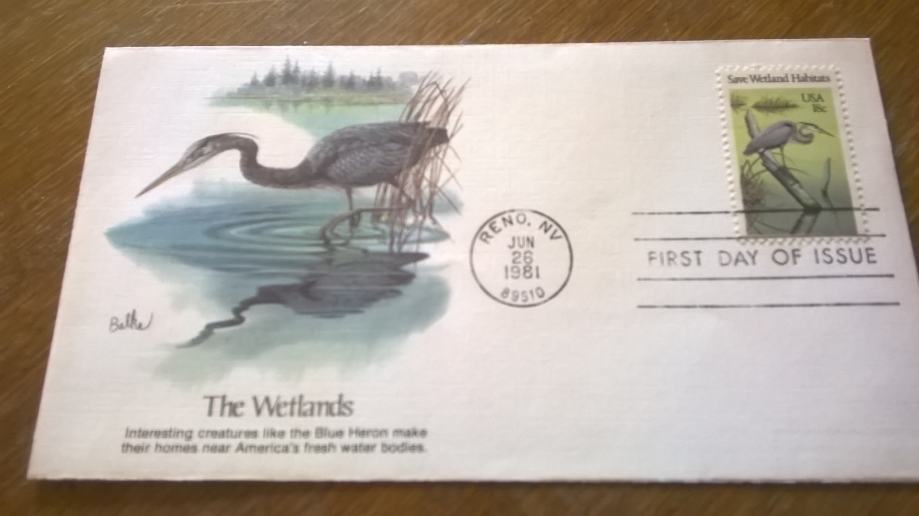 Save Wetland Habitats
USA
18c
RENO, NV
JUN
26
1981
89510
FIRST DAY OF ISSUE
The Wetlands
Interesting creatures like the Blue Heron make
their homes near America's fresh water bodies.